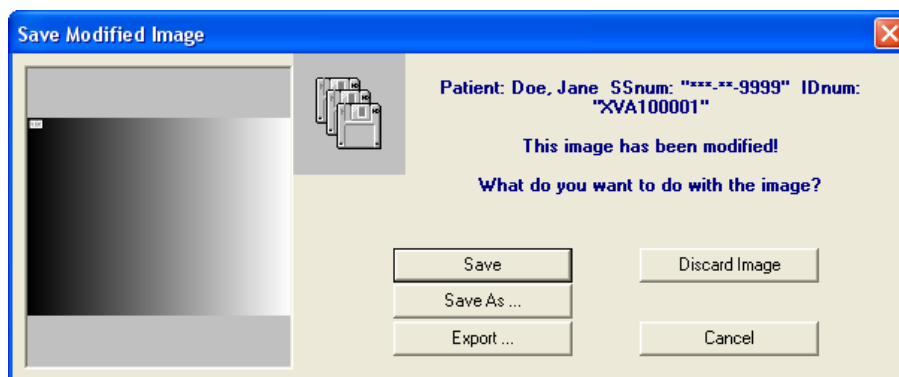 Save Modified Image
Patient: Doe, Jane SSnum: "***-**-9999" IDnum:
"XVA100001"
This image has been modified!
What do you want to do with the image?
Save
Discard Image
Save As ...
Export ...
Cancel